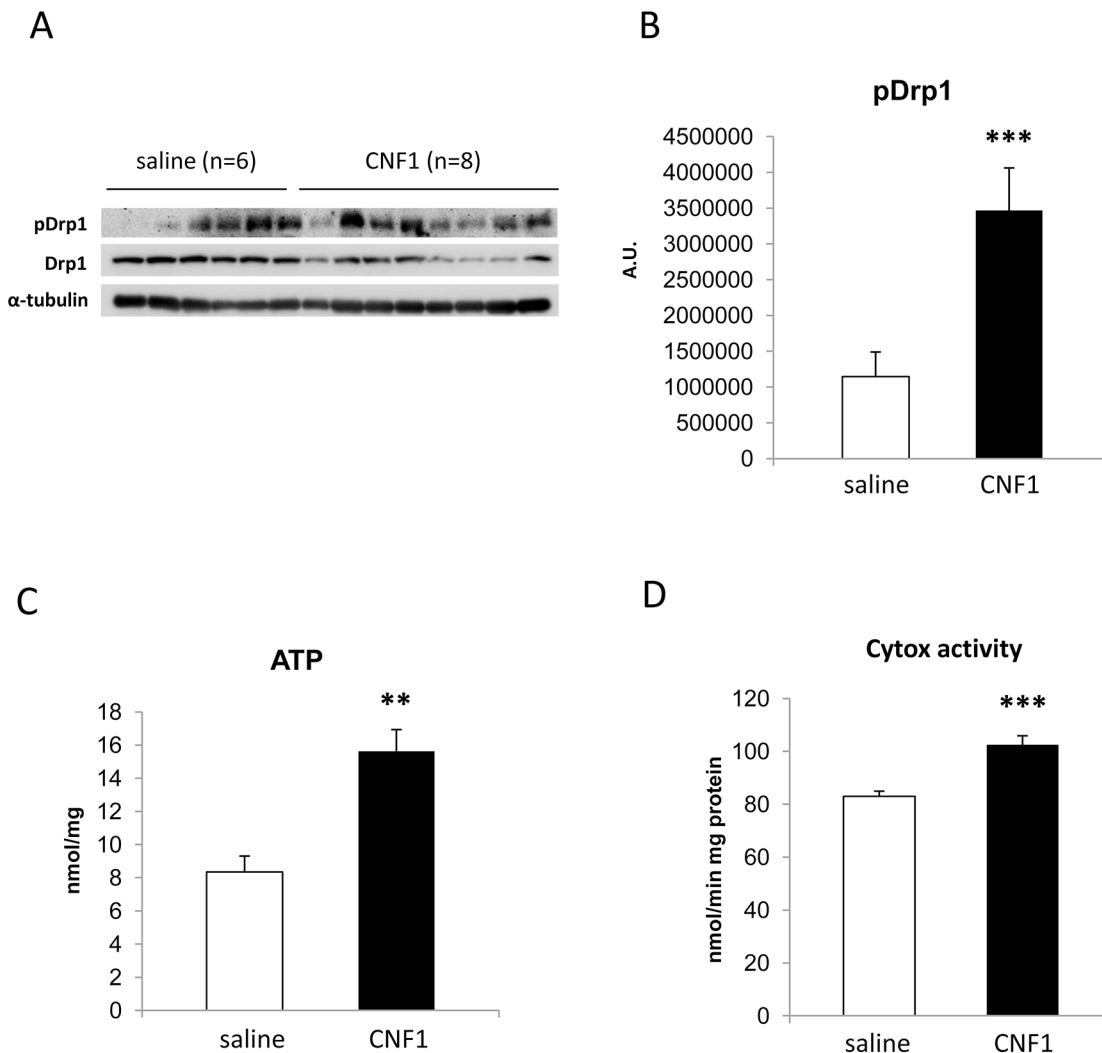 A
saline (n=6)
CNF1 (n=8)
pDrp1
Drp1
α-tubulin
B
pDrp1
***
4500000
4000000
3500000
3000000
2500000
2000000
1500000
1000000
500000
0
A.U.
saline
CNF1
C
ATP
**
18
16
14
12
10
8
6
4
2
0
nmol/mg
saline
CNF1
D
Cytox activity
***
120
100
80
60
40
20
0
nmol/min mg protein
saline
CNF1